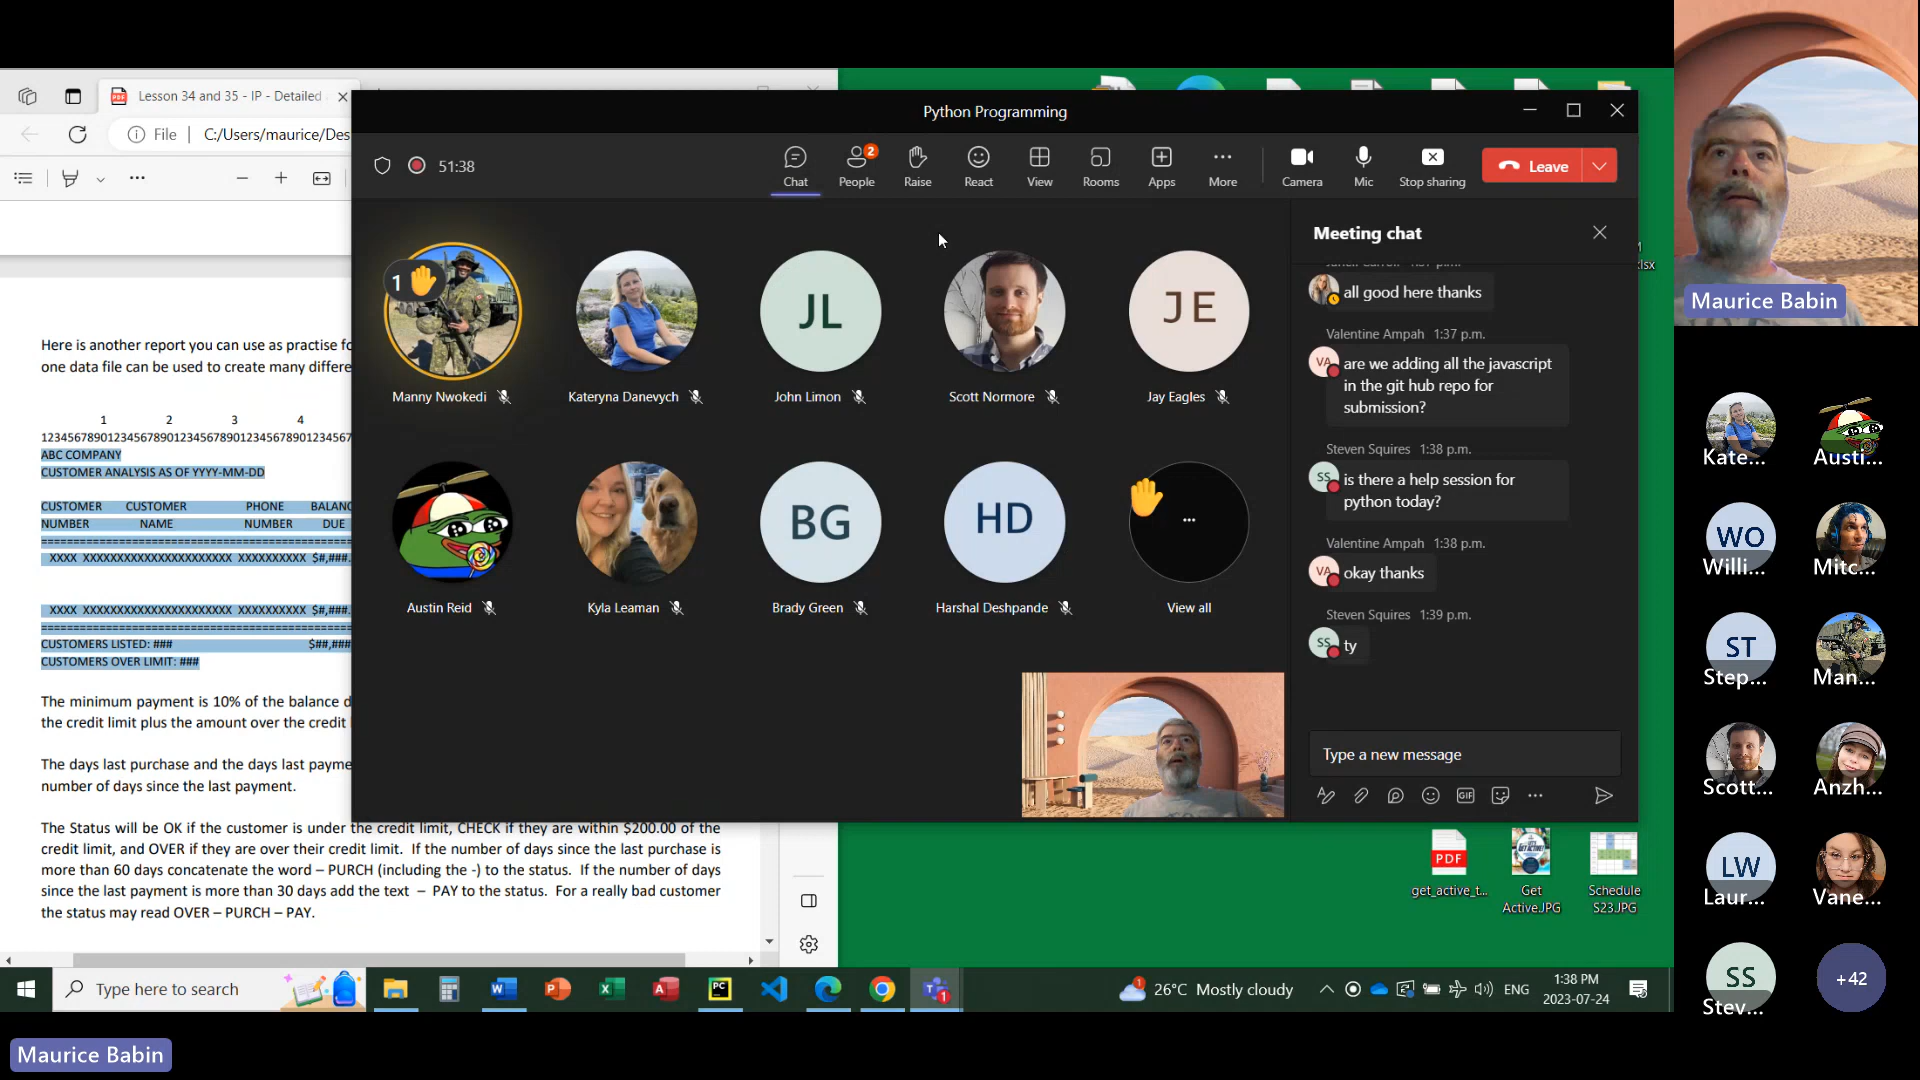 Lesson 34 and 35 - IP - Detailed
File
C:/Users/maurice/Des
Here is another report you can use as practise fo
one data file can be used to create many differe
1 2 3 4
12345678901234567890123456789012345678901234567
ABC COMPANY
CUSTOMER ANALYSIS AS OF YYYY-MM-DD
CUSTOMER CUSTOMER PHONE BALANC
NUMBER NAME NUMBER DUE
XXXX XXXXXXXXXXXXXXXXXXXXXXX XXXXXXXXXX $#,###.
XXXX XXXXXXXXXXXXXXXXXXXXXXX XXXXXXXXXX $#,###.
CUSTOMERS LISTED: ### $##,###
CUSTOMERS OVER LIMIT: ###
The minimum payment is 10% of the balance d
the credit limit plus the amount over the credit
The days last purchase and the days last payme
number of days since the last payment.
The Status will be OK if the customer is under the credit limit, CHECK if they are within $200.00 of the
credit limit, and OVER if they are over their credit limit. If the number of days since the last purchase is
more than 60 days concatenate the word – PURCH (including the -) to the status. If the number of days
since the last payment is more than 30 days add the text – PAY to the status. For a really bad customer
the status may read OVER – PURCH – PAY.
Python Programming
51:38
Chat
2
People
Raise
React
View
Rooms
Apps
More
Camera
Mic
Stop sharing
Leave
1
Manny Nwokedi
Kateryna Danevych
JL
John Limon
Scott Normore
JE
Jay Eagles
Austin Reid
Kyla Leaman
BG
Brady Green
HD
Harshal Deshpande
...
View all
Meeting chat
all good here thanks
Valentine Ampah 1:37 p.m.
VA
are we adding all the javascript
in the git hub repo for
submission?
Steven Squires 1:38 p.m.
SS
is there a help session for
python today?
Valentine Ampah 1:38 p.m.
VA
okay thanks
Steven Squires 1:39 p.m.
SS
ty
Type a new message
GIF
PDF
get_active_t...
Get
Active.JPG
Schedule
S23.JPG
Type here to search
26°C Mostly cloudy
ENG
1:38 PM
2023-07-24
Maurice Babin
Maurice Babin
Kate...
Austi...
WO
Willi...
Mitc...
ST
Step...
Man...
Scott...
Anzh...
LW
Laur...
Vane...
SS
Stev...
+42